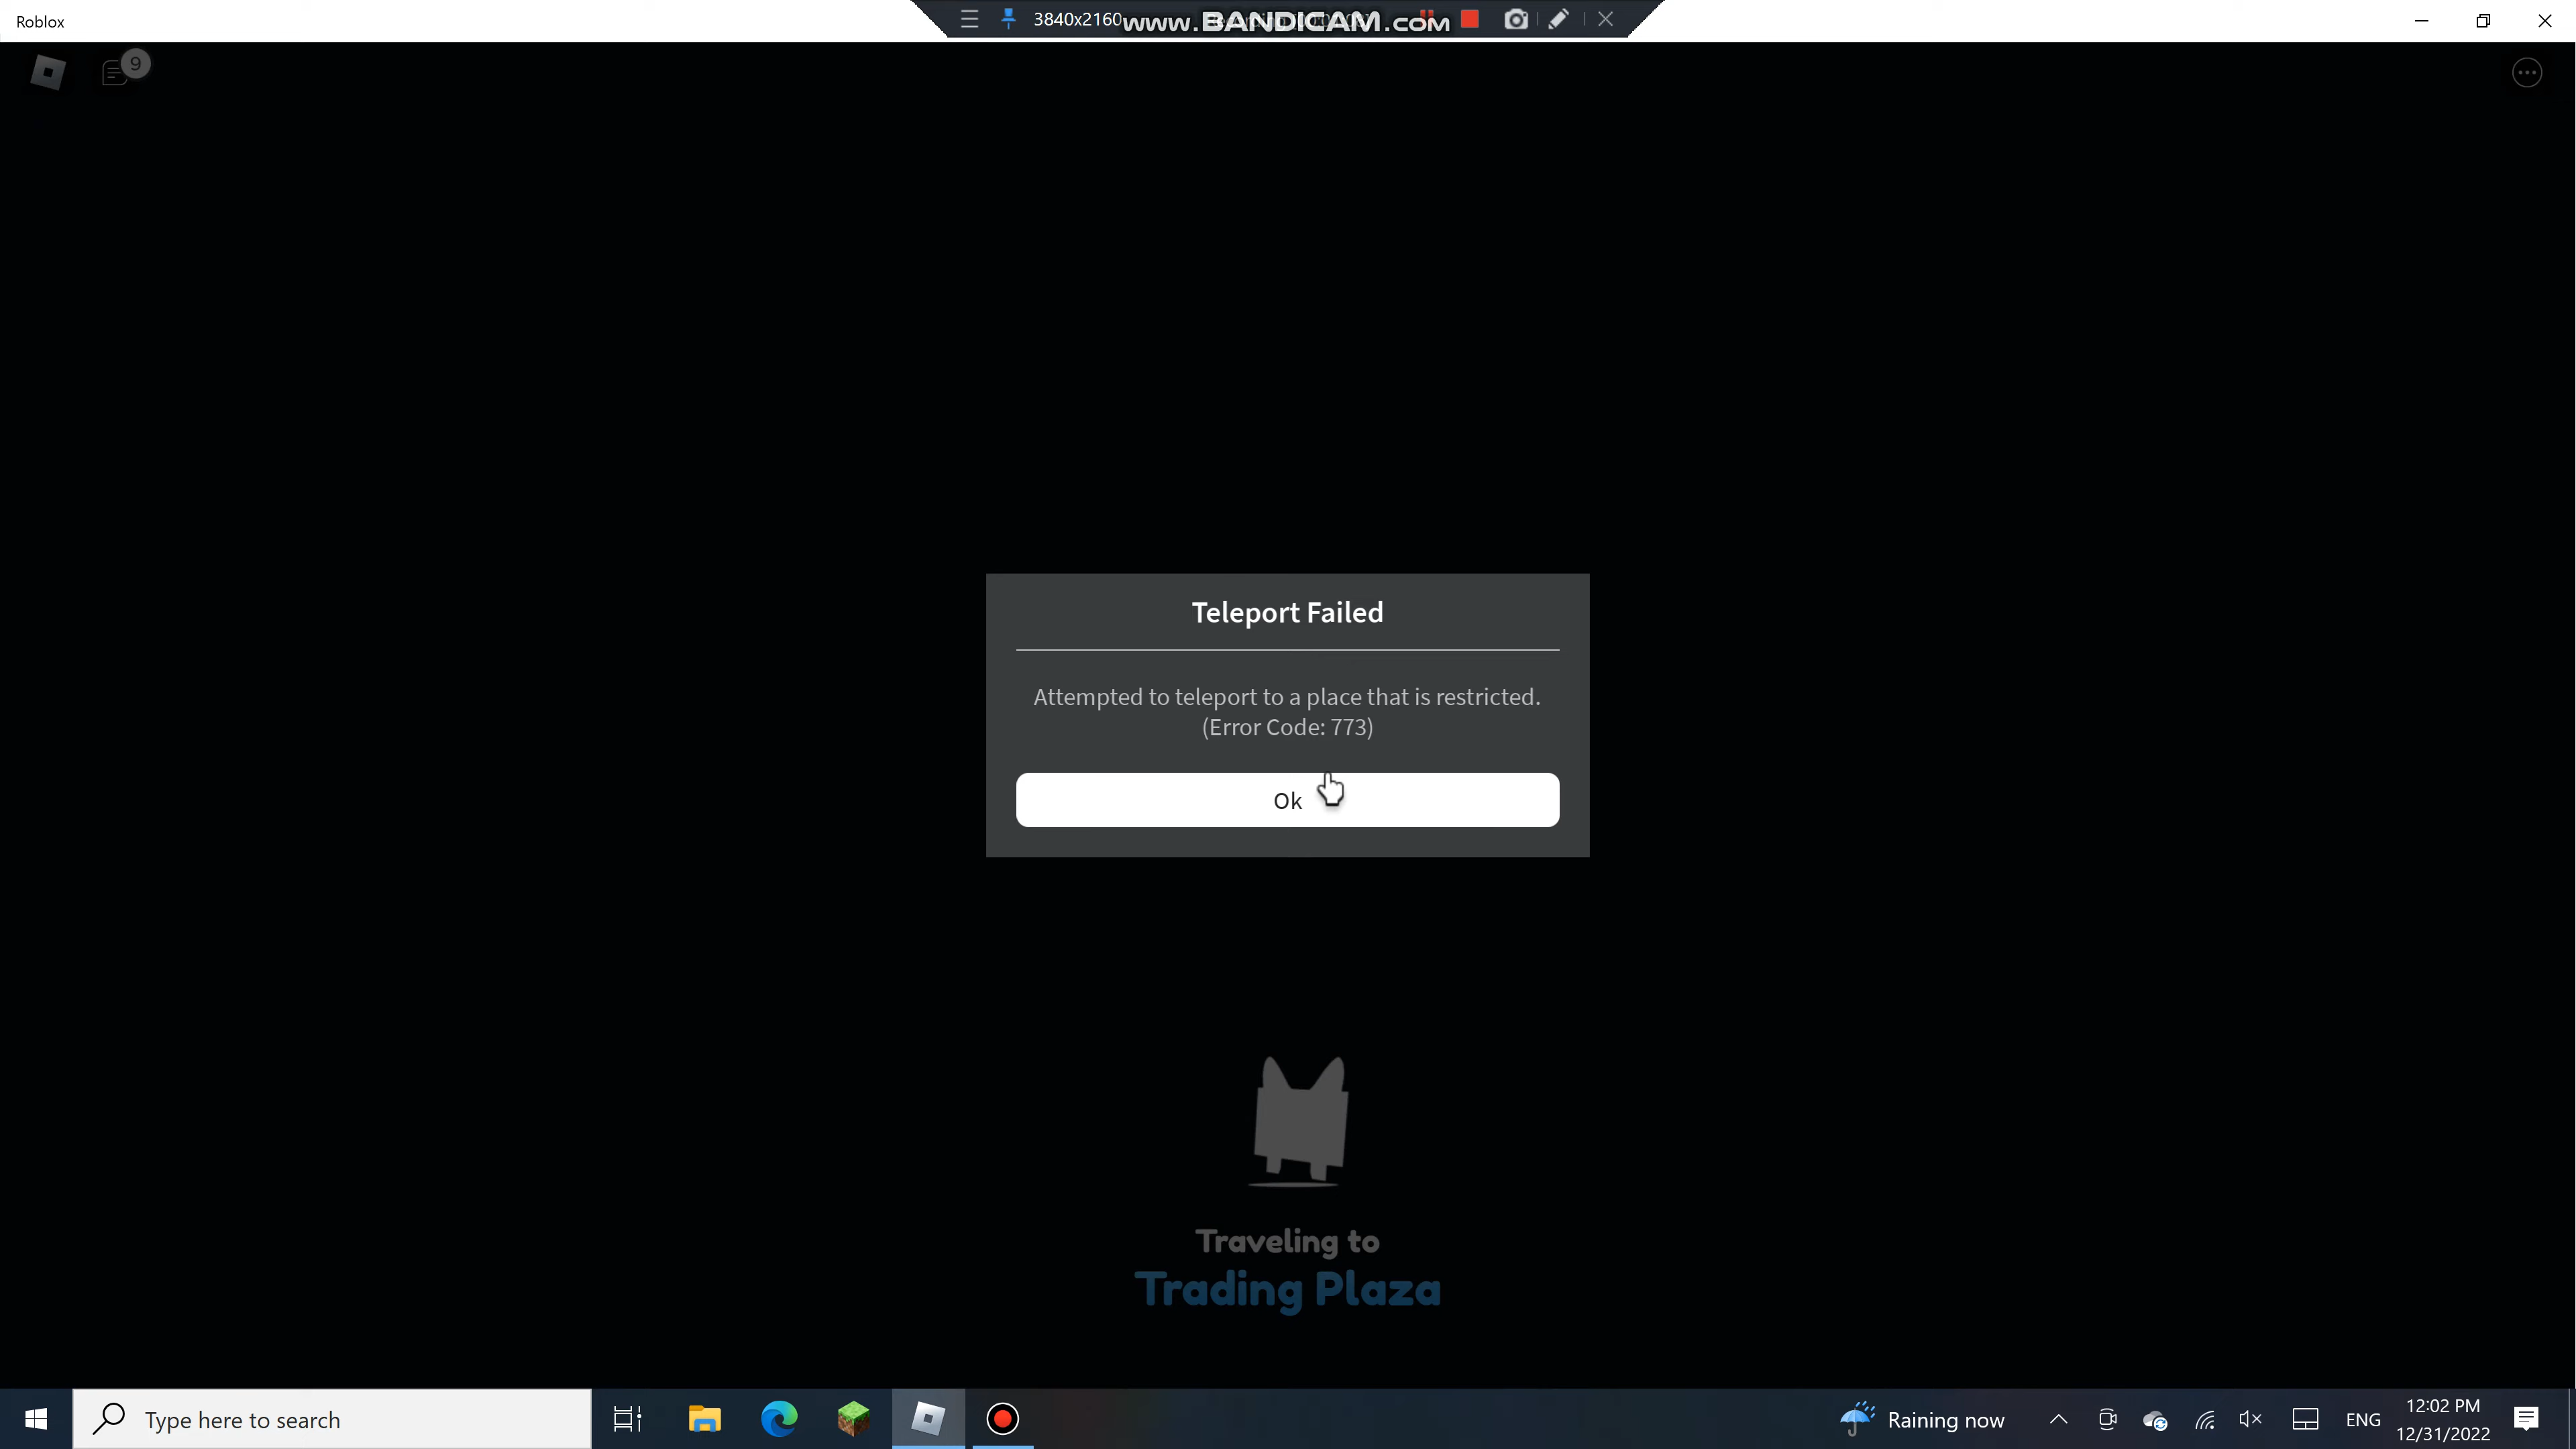 Roblox
3840x2160
www.BANDICAM.com
9
Teleport Failed
Attempted to teleport to a place that is restricted.
(Error Code: 773)
Ok
Traveling to
Trading Plaza
Type here to search
Raining now
ENG
12:02 PM
12/31/2022